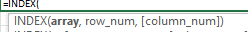 =INDEX(
INDEX(array, row_num, [column_num])